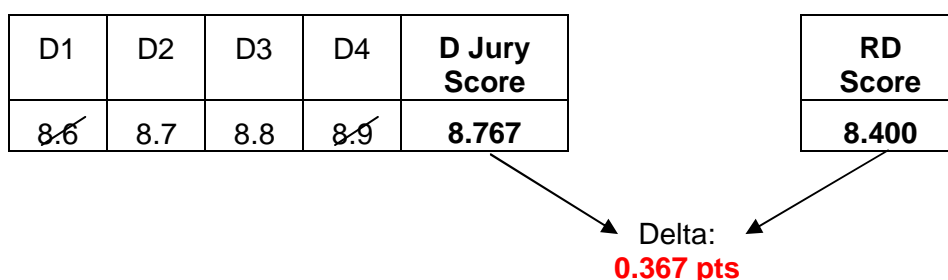 D1 D2 D3 D4 D Jury Score RD Score
8.6 8.7 8.8 8.9 8.767 8.400
Delta:
0.367 pts